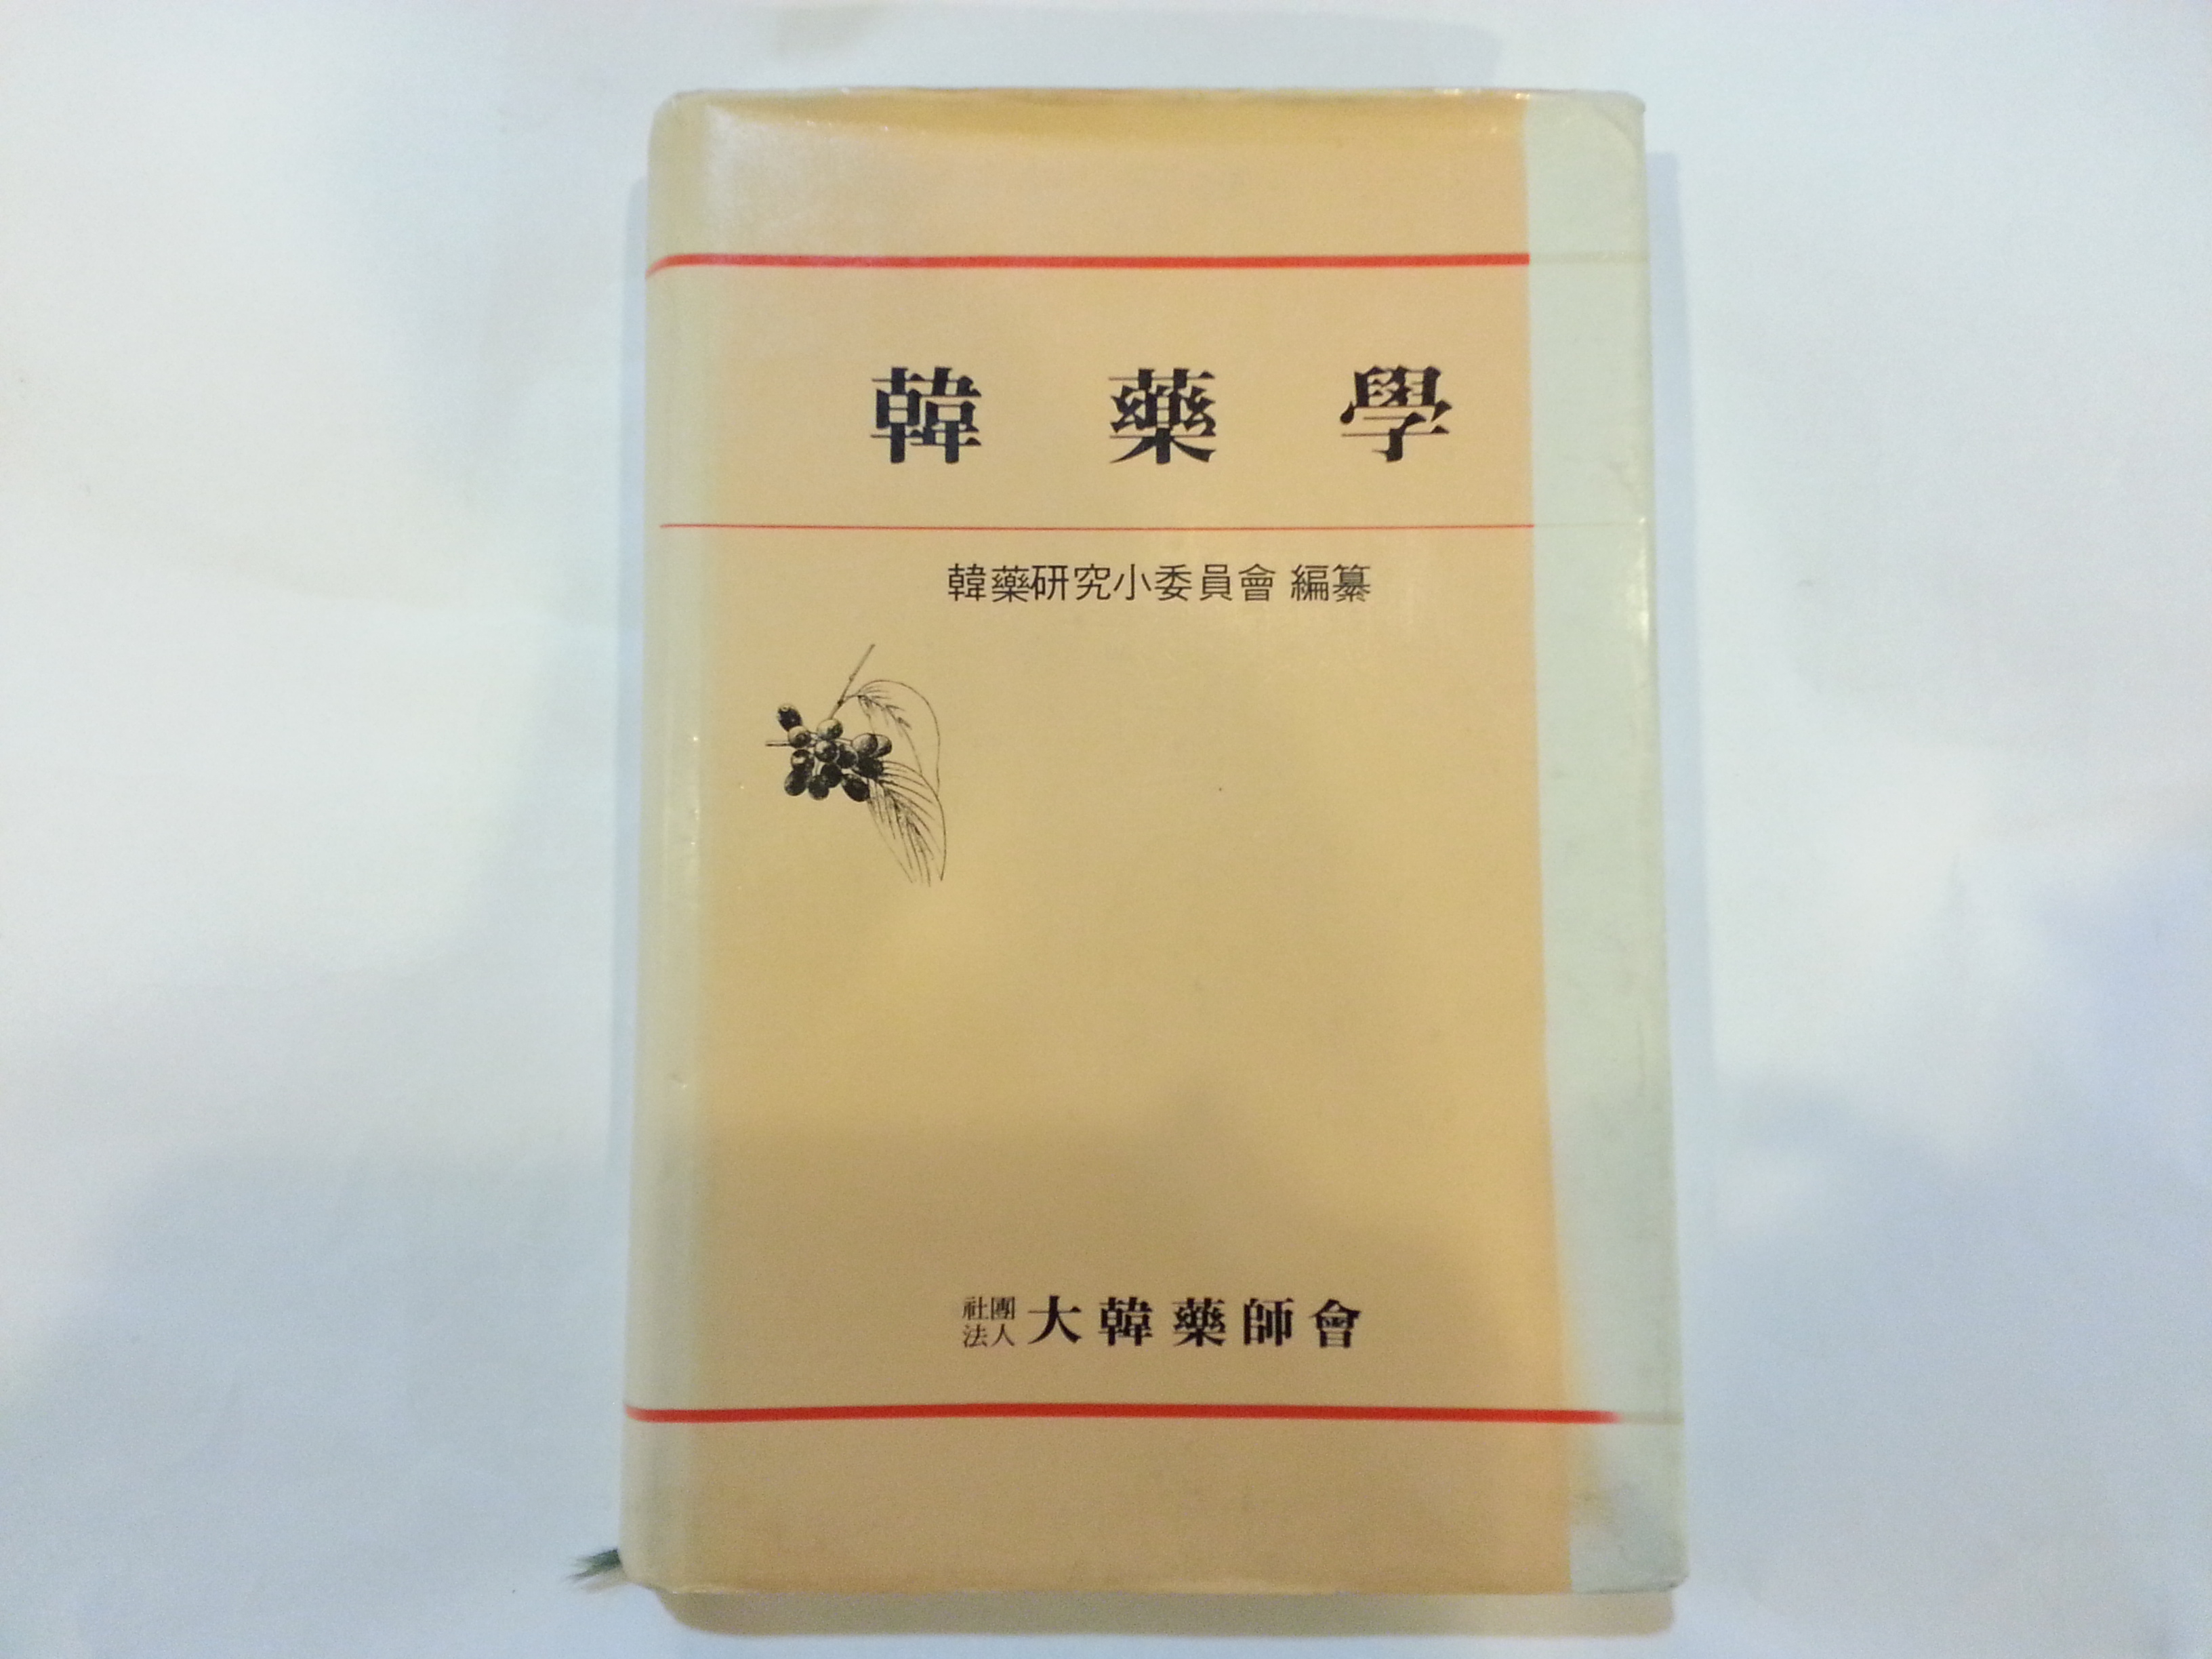 韓藥學
韓藥硏究小委員會 編纂
社團
法人 大韓藥師會